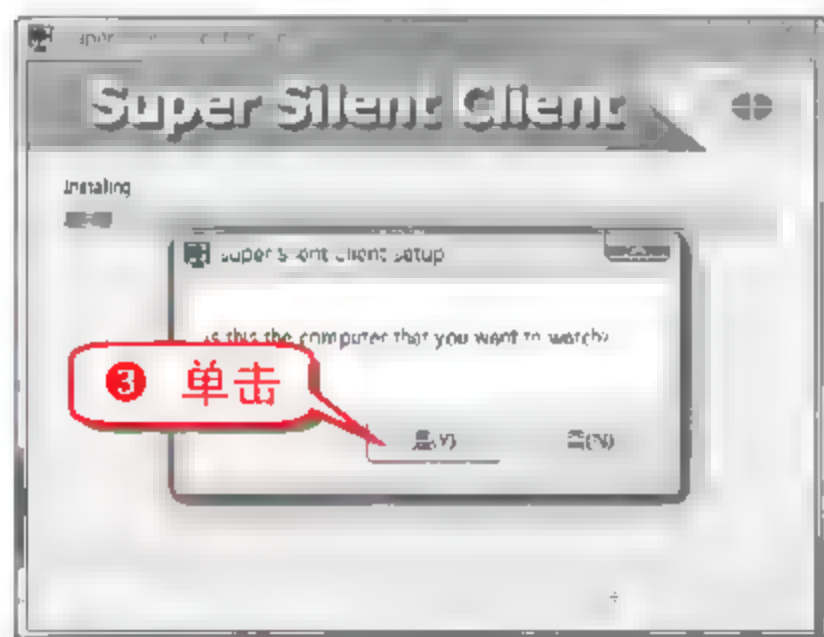 Super Silent Client
Installing
Super Silent Client Setup
Is this the computer that you want to watch?
❸ 单击
是(Y)
否(N)